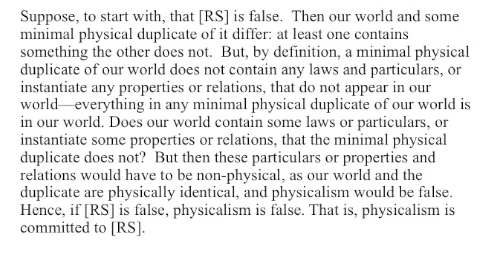 Suppose, to start with, that [RS] is false.  Then our world and some
minimal physical duplicate of it differ: at least one contains
something the other does not.  But, by definition, a minimal physical
duplicate of our world does not contain any laws and particulars, or
instantiate any properties or relations, that do not appear in our
world—everything in any minimal physical duplicate of our world is
in our world. Does our world contain some laws or particulars, or
instantiate some properties or relations, that the minimal physical
duplicate does not?  But then these particulars or properties and
relations would have to be non-physical, as our world and the
duplicate are physically identical, and physicalism would be false.
Hence, if [RS] is false, physicalism is false. That is, physicalism is
committed to [RS].